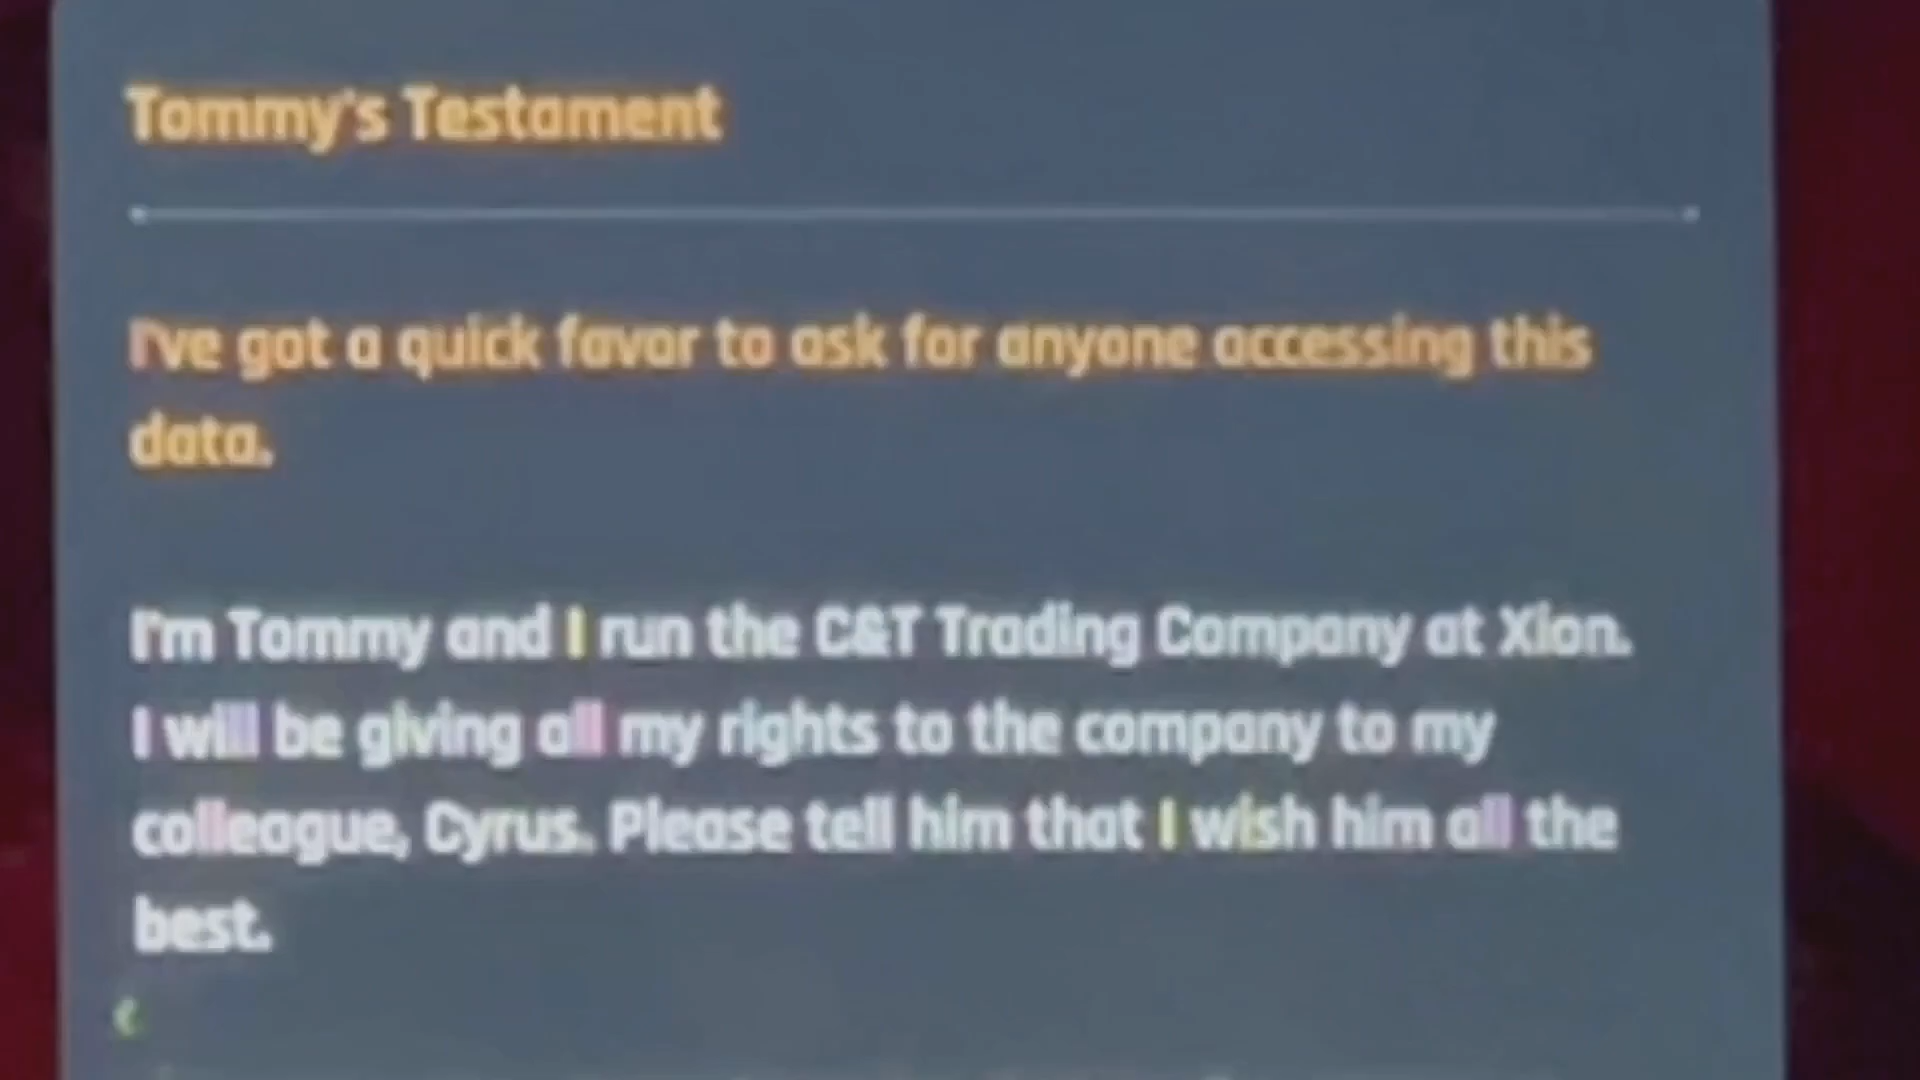 Tommy's Testament
I've got a quick favor to ask for anyone accessing this
data.
I'm Tommy and I run the C&T Trading Company at Xion.
I will be giving all my rights to the company to my
colleague, Cyrus. Please tell him that I wish him all the
best.